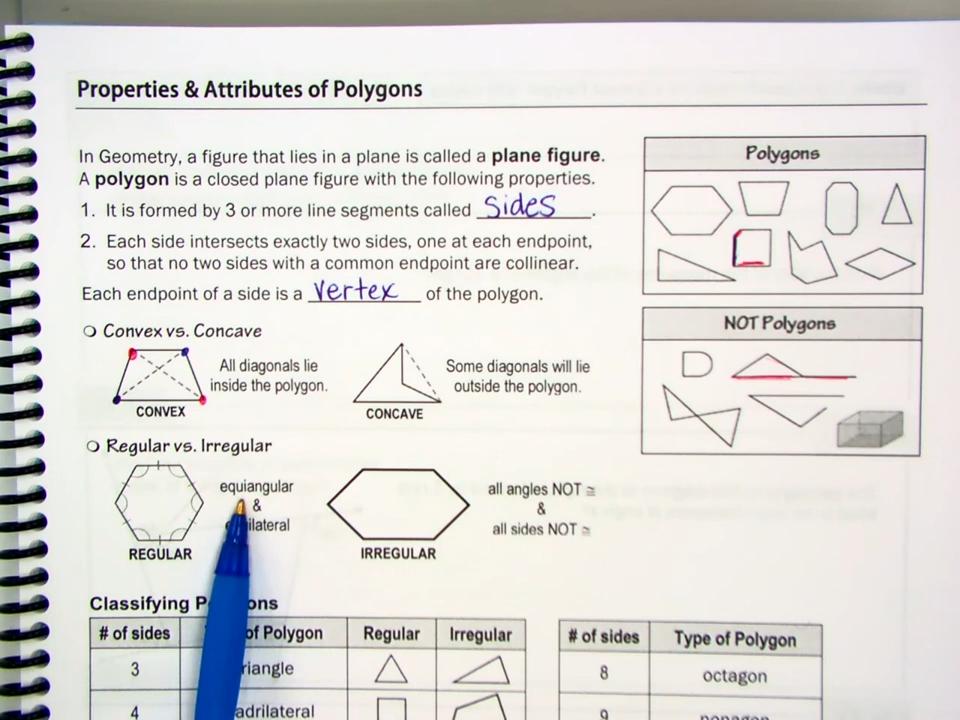 Properties & Attributes of Polygons
In Geometry, a figure that lies in a plane is called a plane figure.
A polygon is a closed plane figure with the following properties.
1. It is formed by 3 or more line segments called sides.
2. Each side intersects exactly two sides, one at each endpoint,
so that no two sides with a common endpoint are collinear.
Each endpoint of a side is a vertex of the polygon.
Polygons
NOT Polygons
Convex vs. Concave
All diagonals lie
inside the polygon.
CONVEX
Some diagonals will lie
outside the polygon.
CONCAVE
Regular vs. Irregular
equiangular
&
REGULAR
all angles NOT ≅
&
all sides NOT ≅
IRREGULAR
Classifying
# of sides of Polygon Regular Irregular
3
4
# of sides Type of Polygon
8 octagon
9